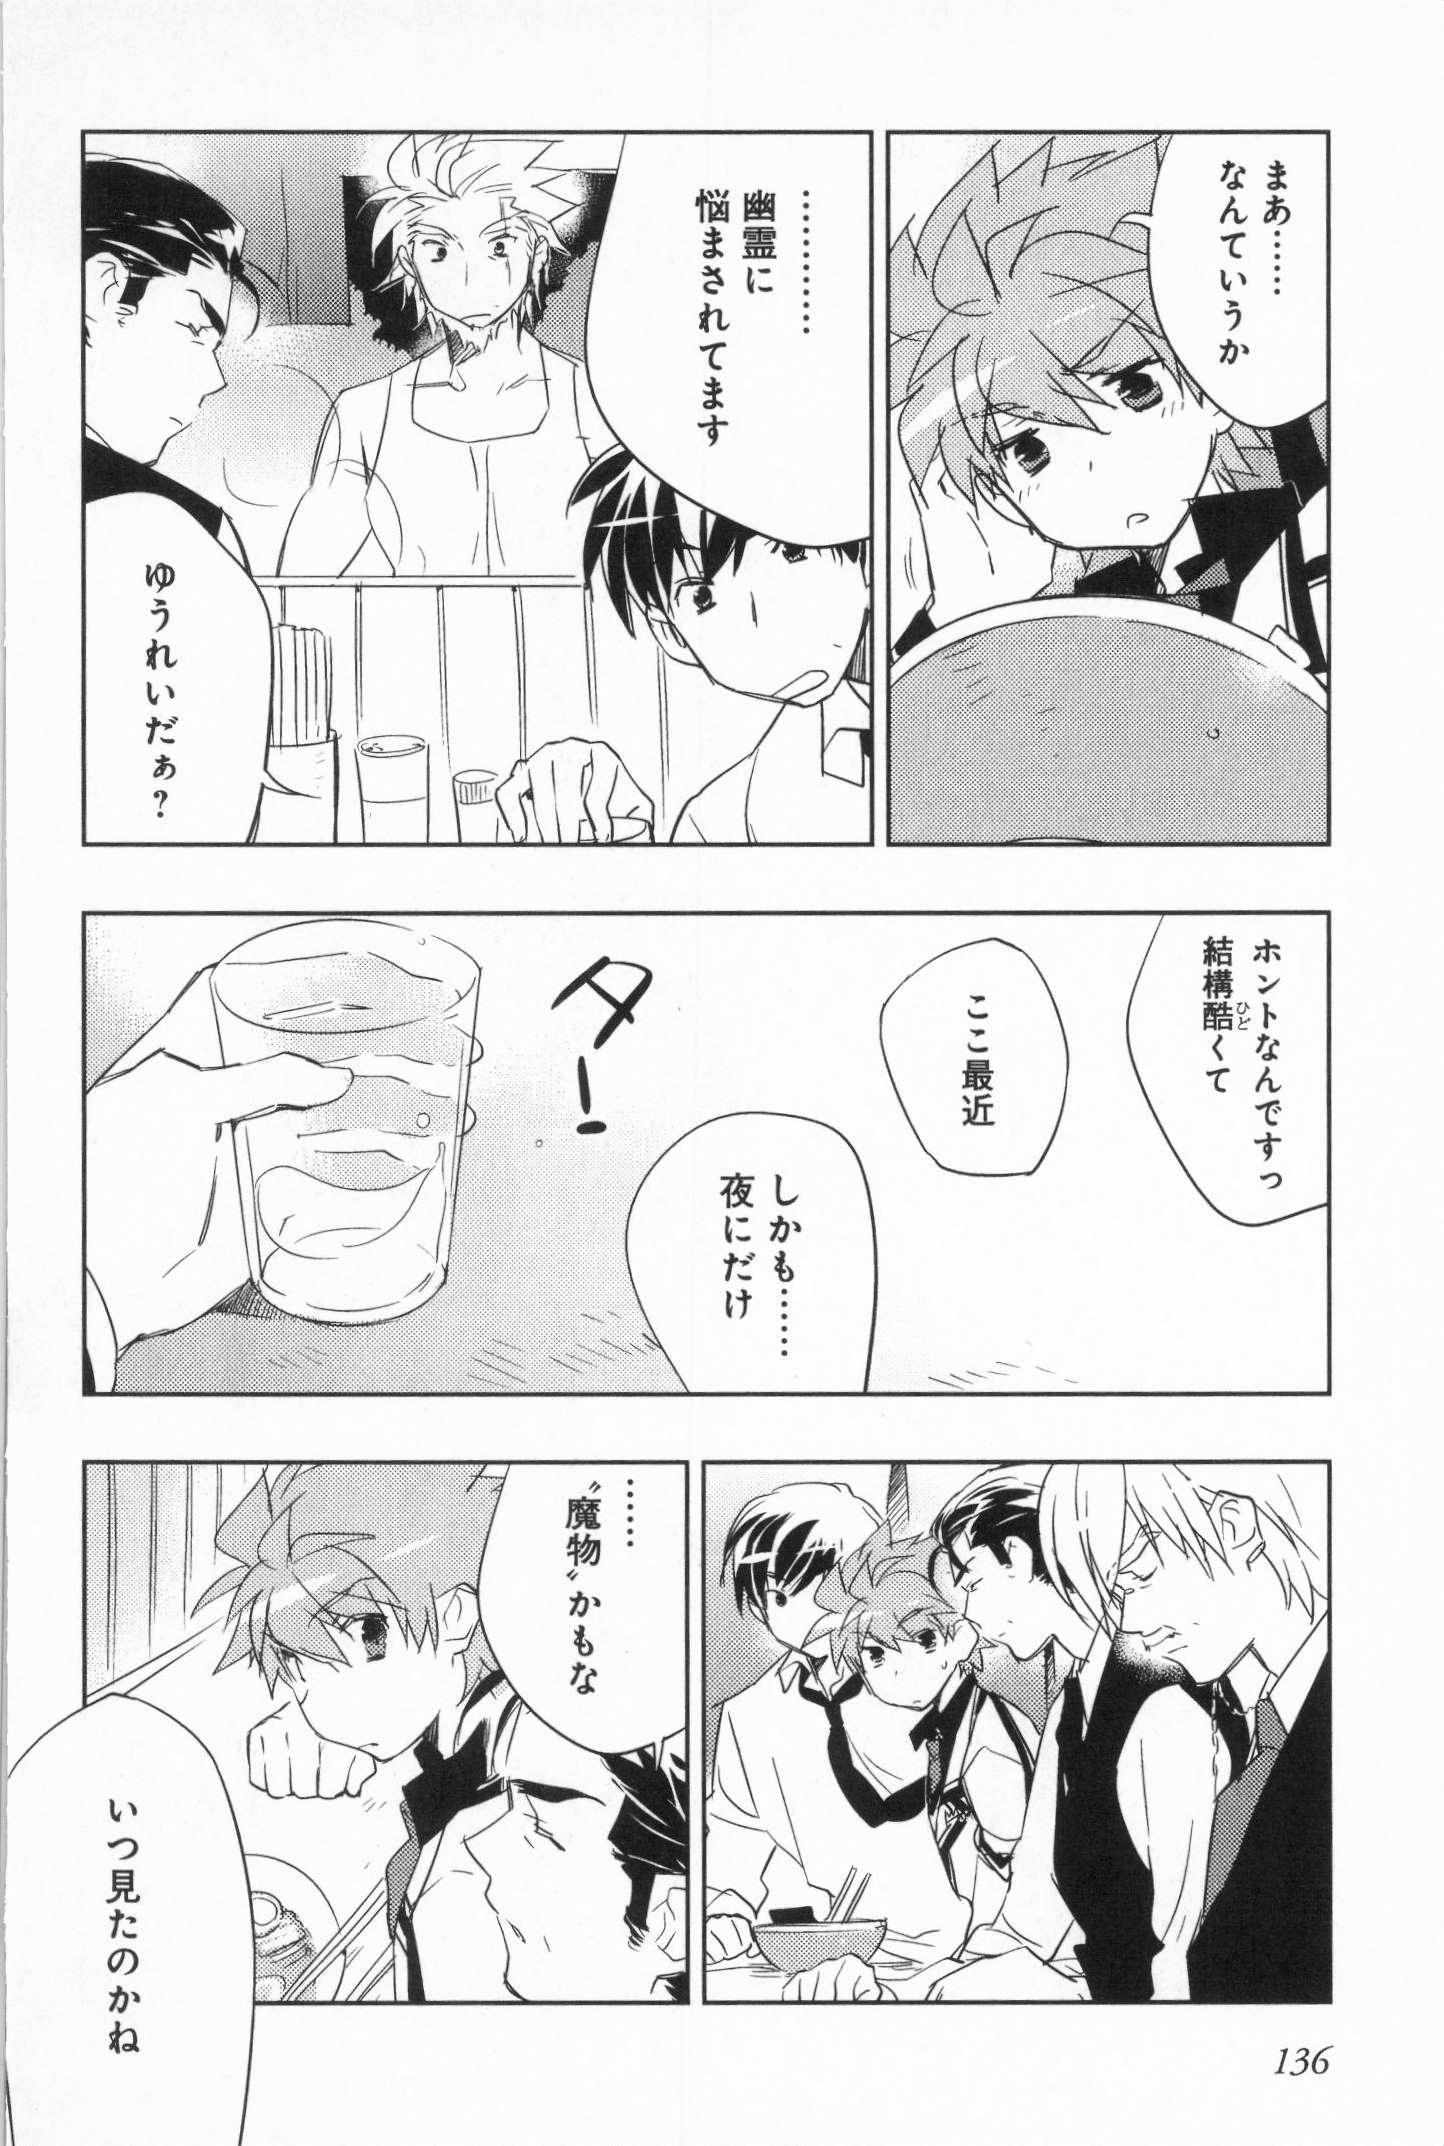 まあ……
なんていうか
…………
幽霊に
悩まされてます
ゆうれいだぁ?
ホントなんですっ
結構酷くて
ひど
ここ最近
しかも……
夜にだけ
ター
……
〝魔物〟かもな
いつ見たのかね
136